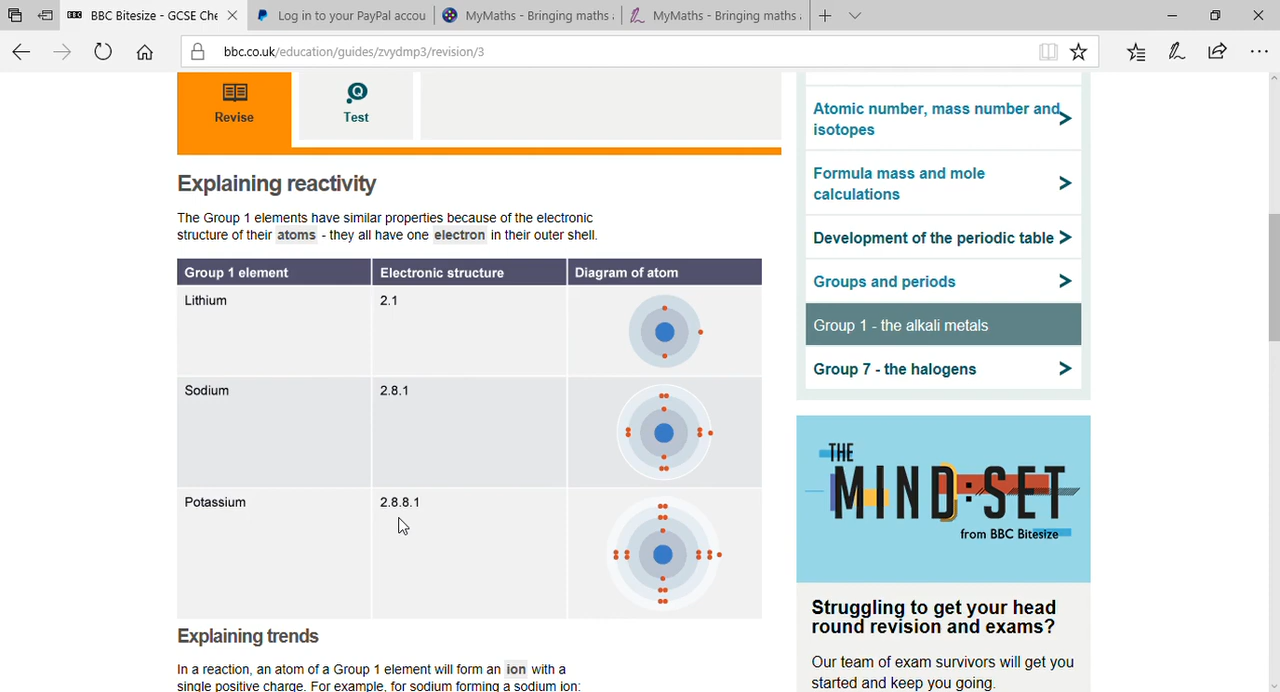 BBC Bitesize - GCSE Che
Log in to your PayPal accou
MyMaths - Bringing maths
MyMaths - Bringing maths
bbc.co.uk/education/guides/zvydmp3/revision/3
Revise
Test
Explaining reactivity
The Group 1 elements have similar properties because of the electronic
structure of their atoms - they all have one electron in their outer shell.
Group 1 element Electronic structure Diagram of atom
Lithium 2.1
Sodium 2.8.1
Potassium 2.8.8.1
Explaining trends
In a reaction, an atom of a Group 1 element will form an ion with a
single positive charge. For example, for sodium forming a sodium ion:
Atomic number, mass number and
isotopes
Formula mass and mole
calculations
Development of the periodic table
Groups and periods
Group 1 - the alkali metals
Group 7 - the halogens
THE
MIND:SET
from BBC Bitesize
Struggling to get your head
round revision and exams?
Our team of exam survivors will get you
started and keep you going.